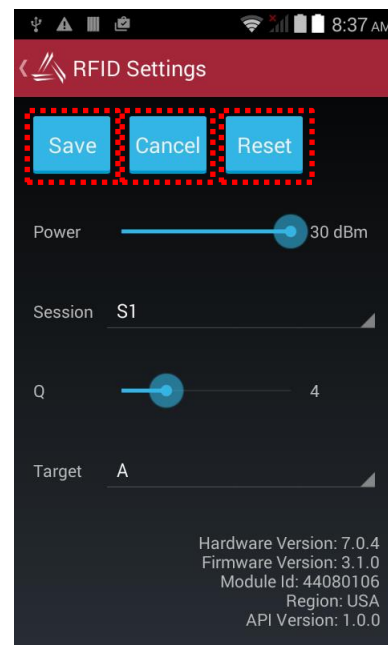 8:37 AM
RFID Settings
Save Cancel Reset
Power 30 dBm
Session S1
Q 4
Target A
Hardware Version: 7.0.4
Firmware Version: 3.1.0
Module Id: 44080106
Region: USA
API Version: 1.0.0